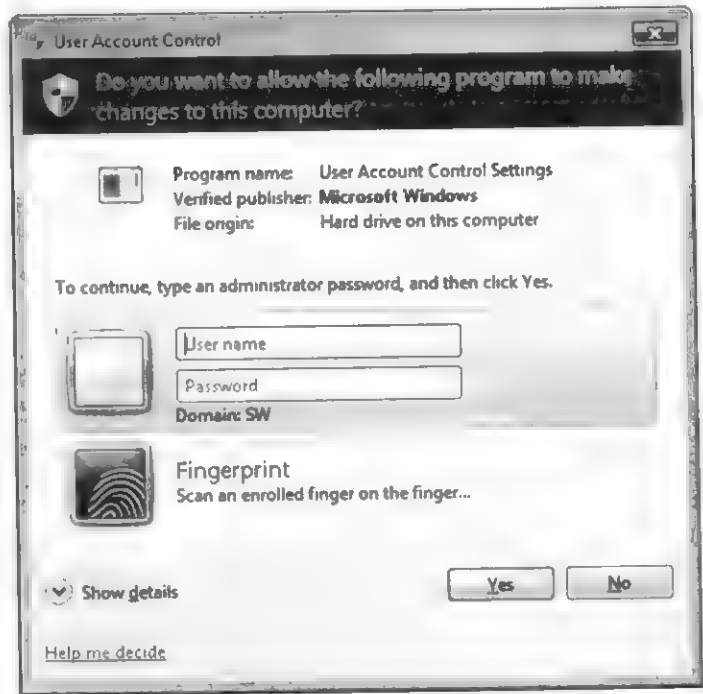 User Account Control
Do you want to allow the following program to make
changes to this computer?
Program name: User Account Control Settings
Verified publisher: Microsoft Windows
File origin: Hard drive on this computer
To continue, type an administrator password, and then click Yes.
User name
Password
Domain: SW
Fingerprint
Scan an enrolled finger on the finger...
Show details
Yes
No
Help me decide